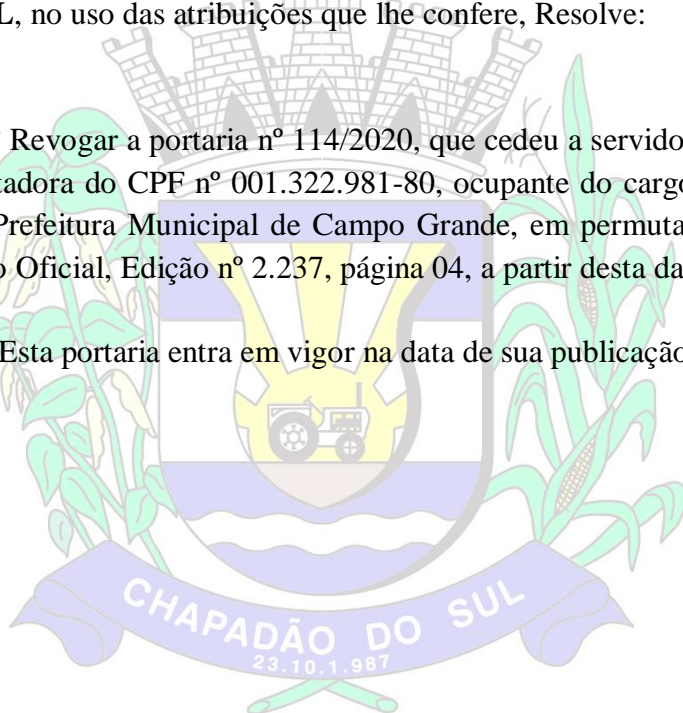 L, no uso das atribuições que lhe confere, Resolve:
Revogar a portaria nº 114/2020, que cedeu a servido
tadora do CPF nº 001.322.981-80, ocupante do cargo
Prefeitura Municipal de Campo Grande, em permuta
o Oficial, Edição nº 2.237, página 04, a partir desta da
Esta portaria entra em vigor na data de sua publicação
CHAPADÃO DO SUL
23.10.1.987